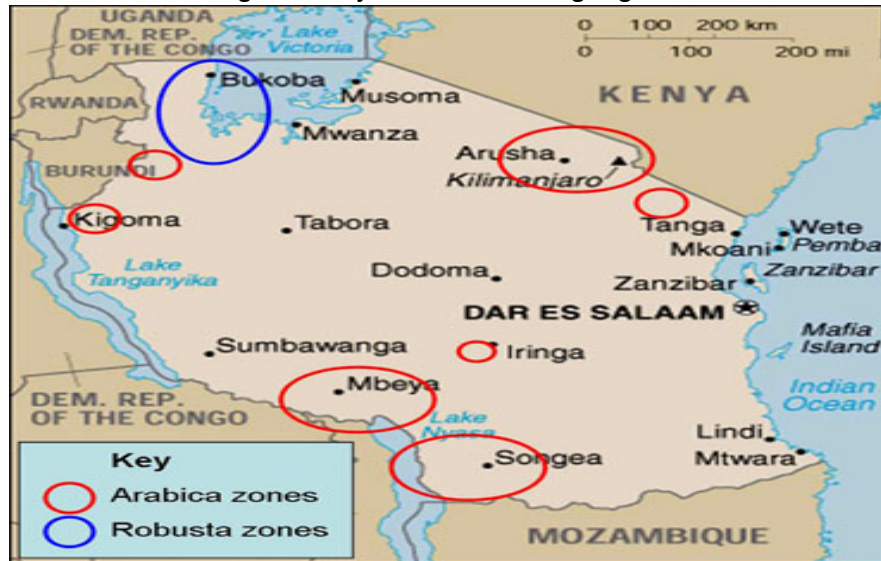 UGANDA
DEM. REP.
OF THE CONGO
Lake
Victoria
0 100 200 km
0 100 200 mi
Bukoba
Musoma
KENYA
RWANDA
Mwanza
BURUNDI
Arusha
Kilimanjaro
Kigoma
Tabora
Tanga
Wete
Mkoani
Pemba
Lake
Tanganyika
Dodoma
Zanzibar
Zanzibar
DAR ES SALAAM
Sumbawanga
Iringa
Mafia
Island
Mbeya
DEM. REP.
OF THE CONGO
Lake
Nyasa
Indian
Ocean
Lindi
Songea
Mtwara
Key
Arabica zones
Robusta zones
MOZAMBIQUE